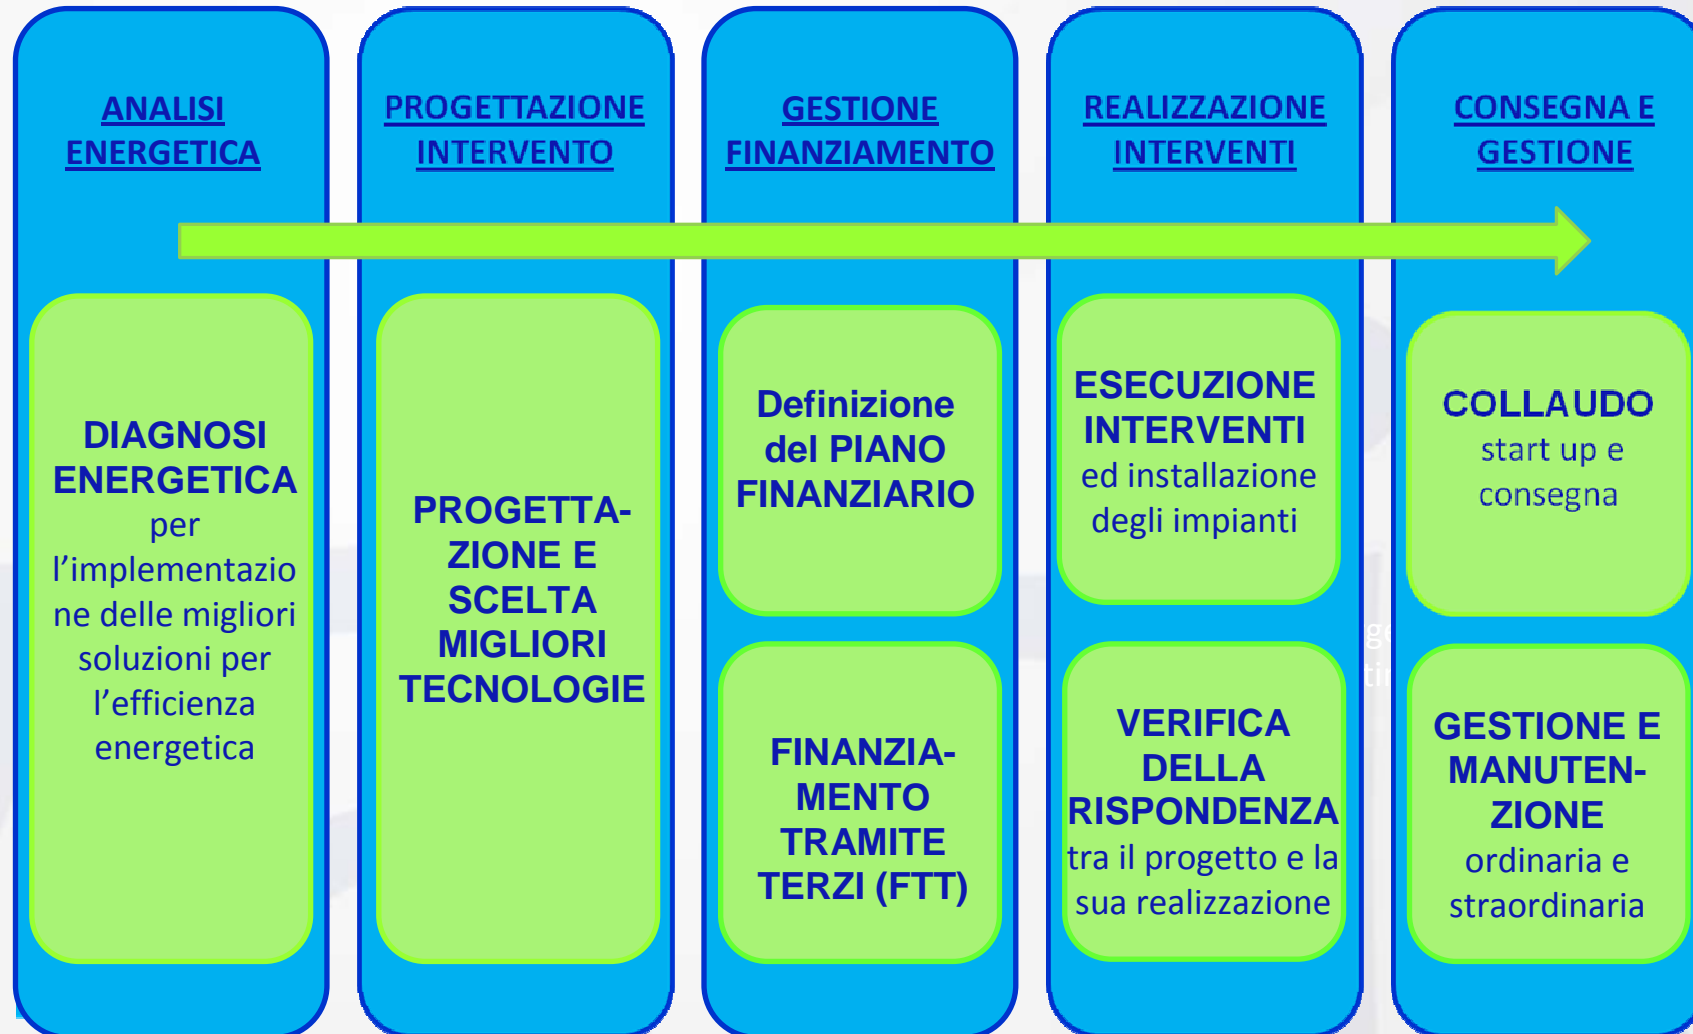 ANALISI
ENERGETICA
DIAGNOSI
ENERGETICA
per
l'implementazio
ne delle migliori
soluzioni per
l'efficienza
energetica
PROGETTAZIONE
INTERVENTO
PROGETTA-
ZIONE E
SCELTA
MIGLIORI
TECNOLOGIE
GESTIONE
FINANZIAMENTO
Definizione
del PIANO
FINANZIARIO
FINANZIA-
MENTO
TRAMITE
TERZI (FTT)
REALIZZAZIONE
INTERVENTI
ESECUZIONE
INTERVENTI
ed installazione
degli impianti
VERIFICA
DELLA
RISPONDENZA
tra il progetto e la
sua realizzazione
CONSEGNA E
GESTIONE
COLLAUDO
start up e
consegna
GESTIONE E
MANUTEN-
ZIONE
ordinaria e
straordinaria